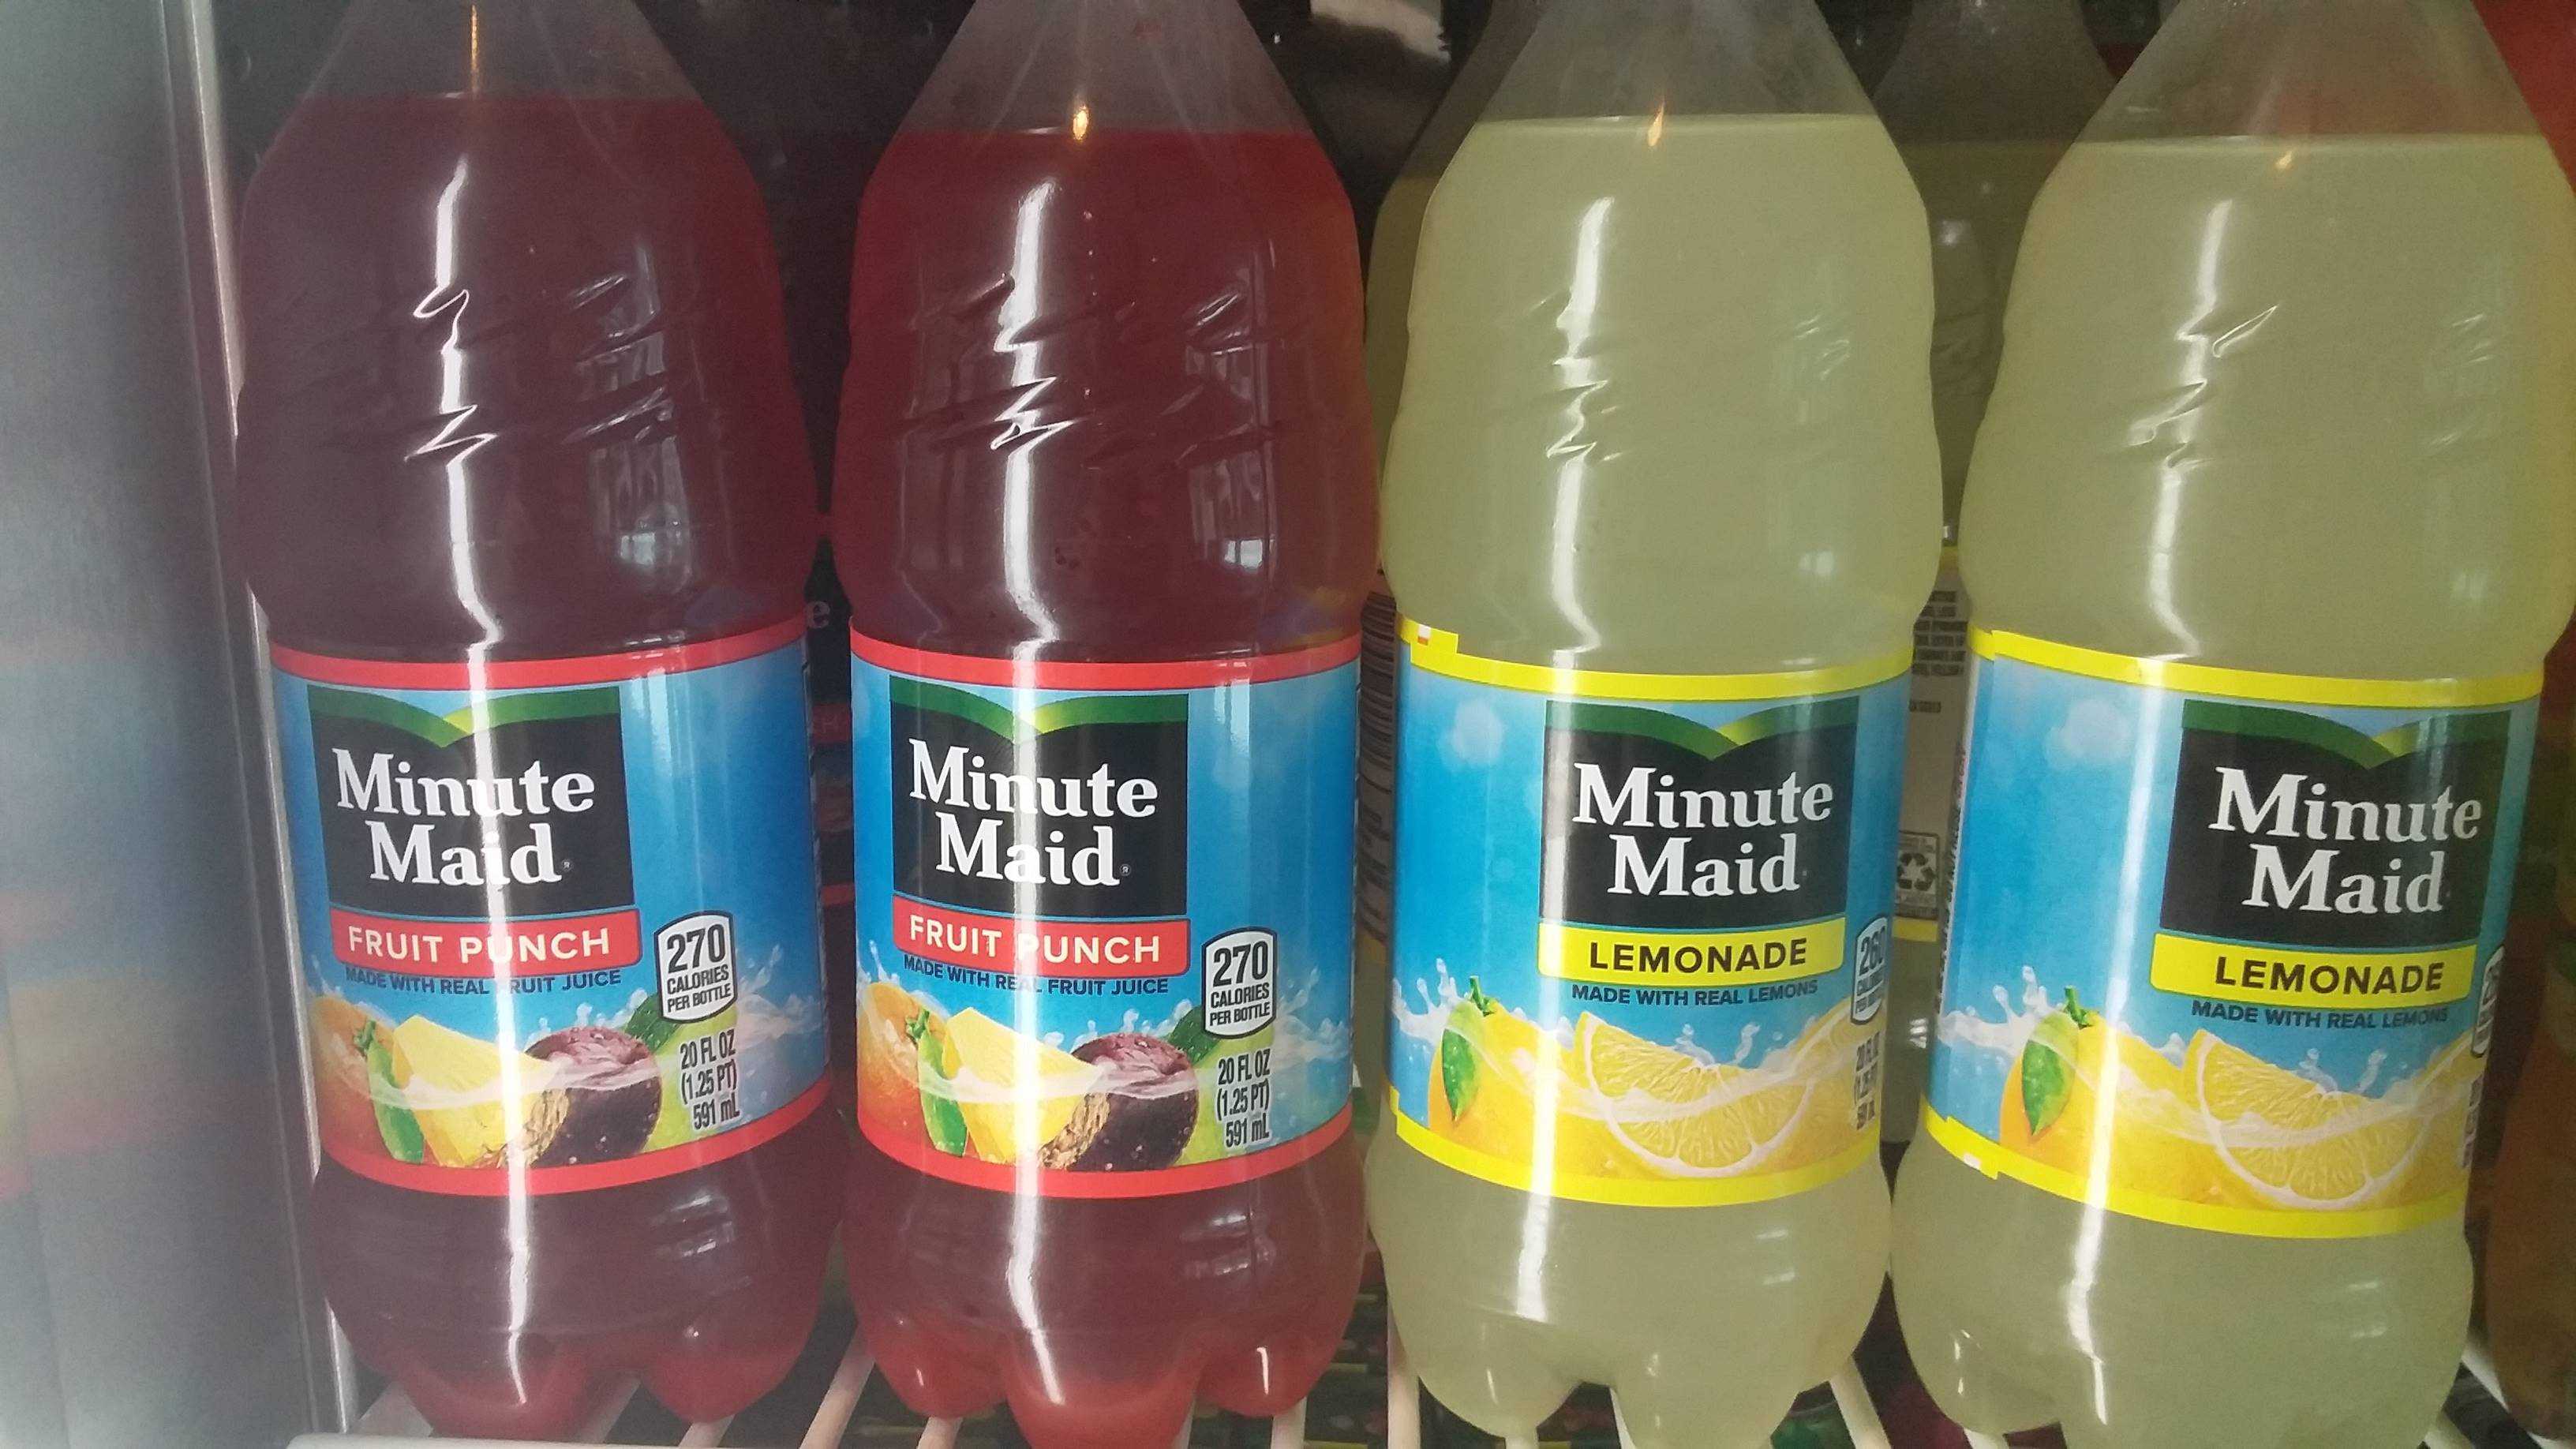 Minute
Maid®
FRUIT PUNCH
MADE WITH REAL FRUIT JUICE
270
CALORIES
PER BOTTLE
20 FL OZ
(1.25 PT)
591 mL
Minute
Maid®
FRUIT PUNCH
MADE WITH REAL FRUIT JUICE
270
CALORIES
PER BOTTLE
20 FL OZ
(1.25 PT)
591 mL
Minute
Maid
LEMONADE
MADE WITH REAL LEMONS
260
Minute
Maid
LEMONADE
MADE WITH REAL LEMONS